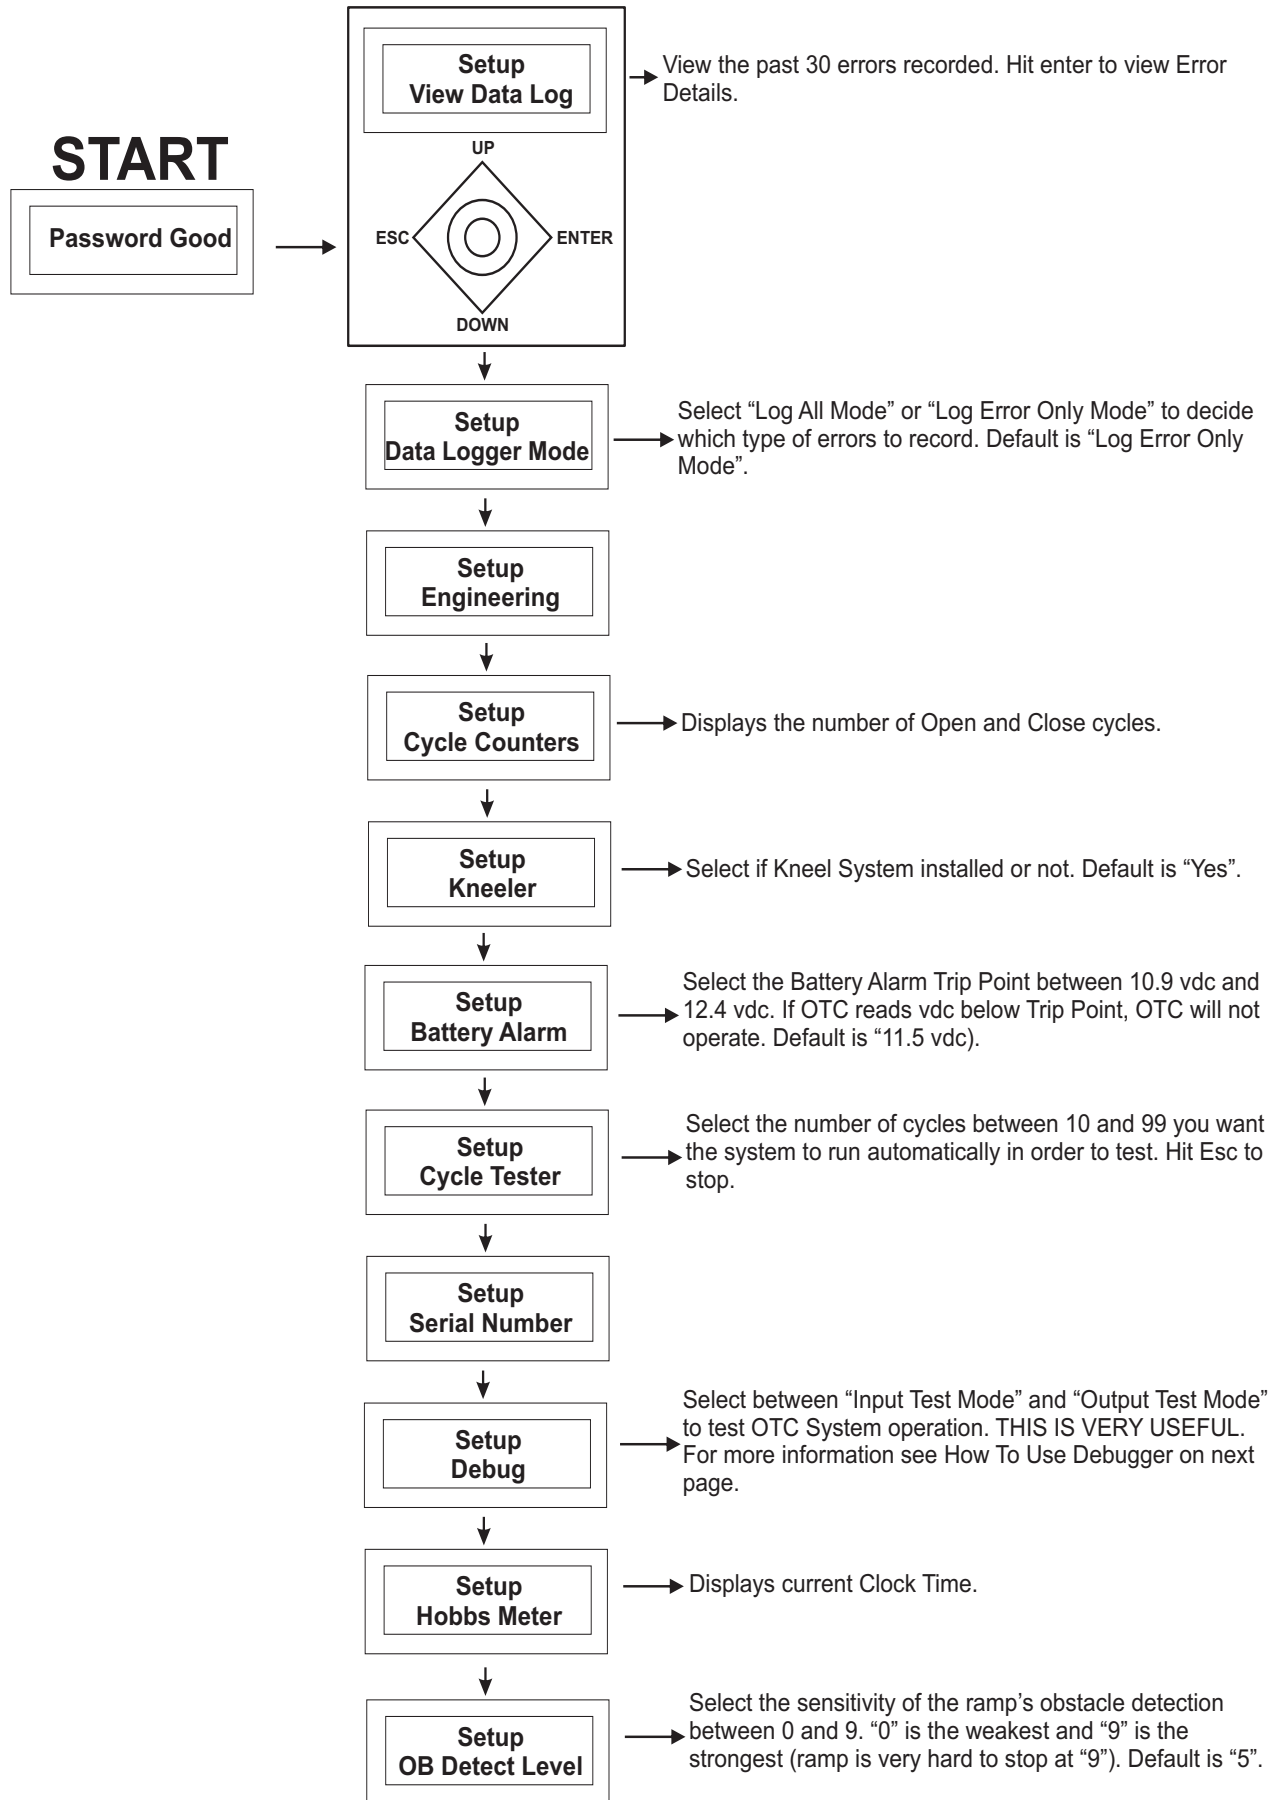 START
Password Good
Setup
View Data Log
UP
ESC
ENTER
DOWN
View the past 30 errors recorded. Hit enter to view Error
Details.
Setup
Data Logger Mode
Select “Log All Mode” or “Log Error Only Mode” to decide
which type of errors to record. Default is “Log Error Only
Mode”.
Setup
Engineering
Setup
Cycle Counters
Displays the number of Open and Close cycles.
Setup
Kneeler
Select if Kneel System installed or not. Default is “Yes”.
Setup
Battery Alarm
Select the Battery Alarm Trip Point between 10.9 vdc and
12.4 vdc. If OTC reads vdc below Trip Point, OTC will not
operate. Default is “11.5 vdc).
Setup
Cycle Tester
Select the number of cycles between 10 and 99 you want
the system to run automatically in order to test. Hit Esc to
stop.
Setup
Serial Number
Setup
Debug
Select between “Input Test Mode” and “Output Test Mode”
to test OTC System operation. THIS IS VERY USEFUL.
For more information see How To Use Debugger on next
page.
Setup
Hobbs Meter
Displays current Clock Time.
Setup
OB Detect Level
Select the sensitivity of the ramp’s obstacle detection
between 0 and 9. “0” is the weakest and “9” is the
strongest (ramp is very hard to stop at “9”). Default is “5”.